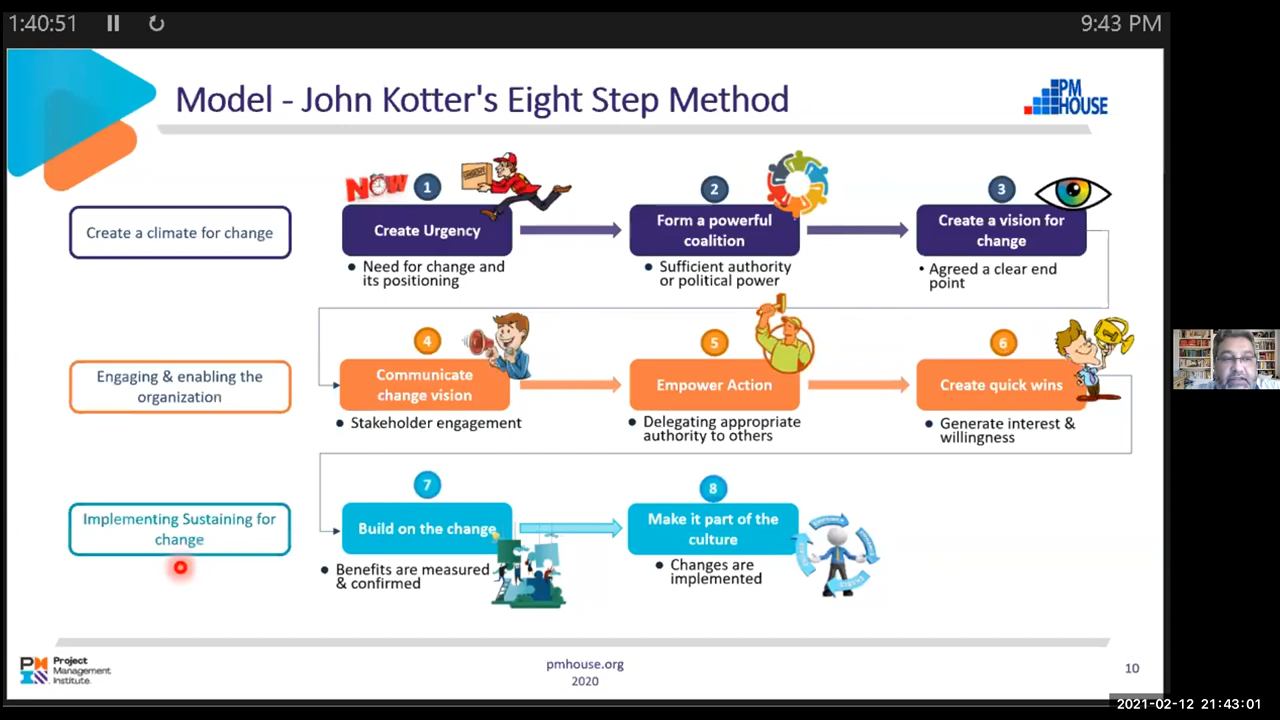 1:40:51
9:43 PM
Model - John Kotter's Eight Step Method
PM
HOUSE
NOW
1
2
3
Create a climate for change
Create Urgency
Form a powerful
coalition
Create a vision for
change
Need for change and
its positioning
Sufficient authority
or political power
Agreed a clear end
point
4
5
6
Engaging & enabling the
organization
Communicate
change vision
Empower Action
Create quick wins
Stakeholder engagement
Delegating appropriate
authority to others
Generate interest &
willingness
7
8
Implementing Sustaining for
change
Build on the change
Make it part of the
culture
Benefits are measured
& confirmed
Changes are
implemented
Project
Management
Institute.
pmhouse.org
2020
10
2021-02-12 21:43:01